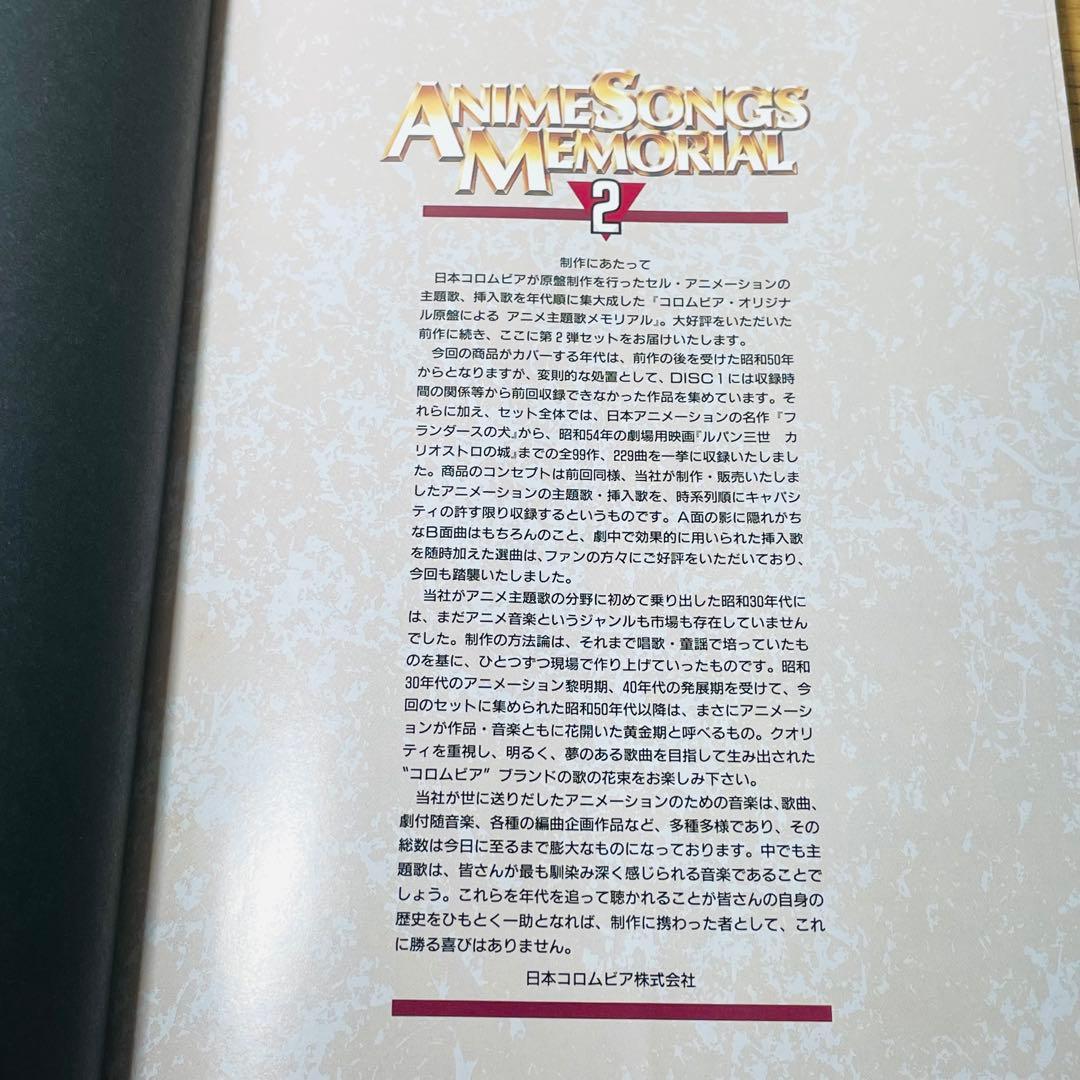 ANIME SONGS
MEMORIAL
2
制作にあたって
日本コロムビアが原盤制作を行ったセル・アニメーションの
主題歌、挿入歌を年代順に集大成した『コロムビア・オリジナ
ル原盤による アニメ主題歌メモリアル』。大好評をいただいた
前作に続き、ここに第2弾セットをお届けいたします。
今回の商品がカバーする年代は、前作の後を受けた昭和50年
からとなりますか、変則的な処置として、DISC1には収録時
間の関係等から前回収録できなかった作品を集めています。そ
れらに加え、セット全体では、日本アニメーションの名作『フ
ランダースの犬』から、昭和54年の劇場用映画『ルパン三世 カ
リオストロの城』までの全99作、229曲を一挙に収録いたしまし
た。商品のコンセプトは前回同様、当社が制作・販売いたしま
したアニメーションの主題歌・挿入歌を、時系列順にキャパシ
ティの許す限り収録するというものです。A面の影に隠れがち
なB面曲はもちろんのこと、劇中で効果的に用いられた挿入歌
を随時加えた選曲は、ファンの方々にご好評をいただいており、
今回も踏襲いたしました。
当社がアニメ主題歌の分野に初めて乗り出した昭和30年代に
は、まだアニメ音楽というジャンルも市場も存在していません
でした。制作の方法論は、それまで唱歌・童謡で培っていたも
のを基に、ひとつずつ現場で作り上げていったものです。昭和
30年代のアニメーション黎明期、40年代の発展期を受けて、今
回のセットに集められた昭和50年代以降は、まさにアニメーシ
ョンが作品・音楽ともに花開いた黄金期と呼べるもの。クオリ
ティを重視し、明るく、夢のある歌曲を目指して生み出された
"コロムビア" ブランドの歌の花束をお楽しみ下さい。
当社が世に送りだしたアニメーションのための音楽は、歌曲、
劇付随音楽、各種の編曲企画作品など、多種多様であり、その
総数は今日に至るまで膨大なものになっております。中でも主
題歌は、皆さんが最も馴染み深く感じられる音楽であることで
しょう。これらを年代を追って聴かれることが皆さんの自身の
歴史をひもとく一助となれば、制作に携わった者として、これ
に勝る喜びはありません。
日本コロムビア株式会社